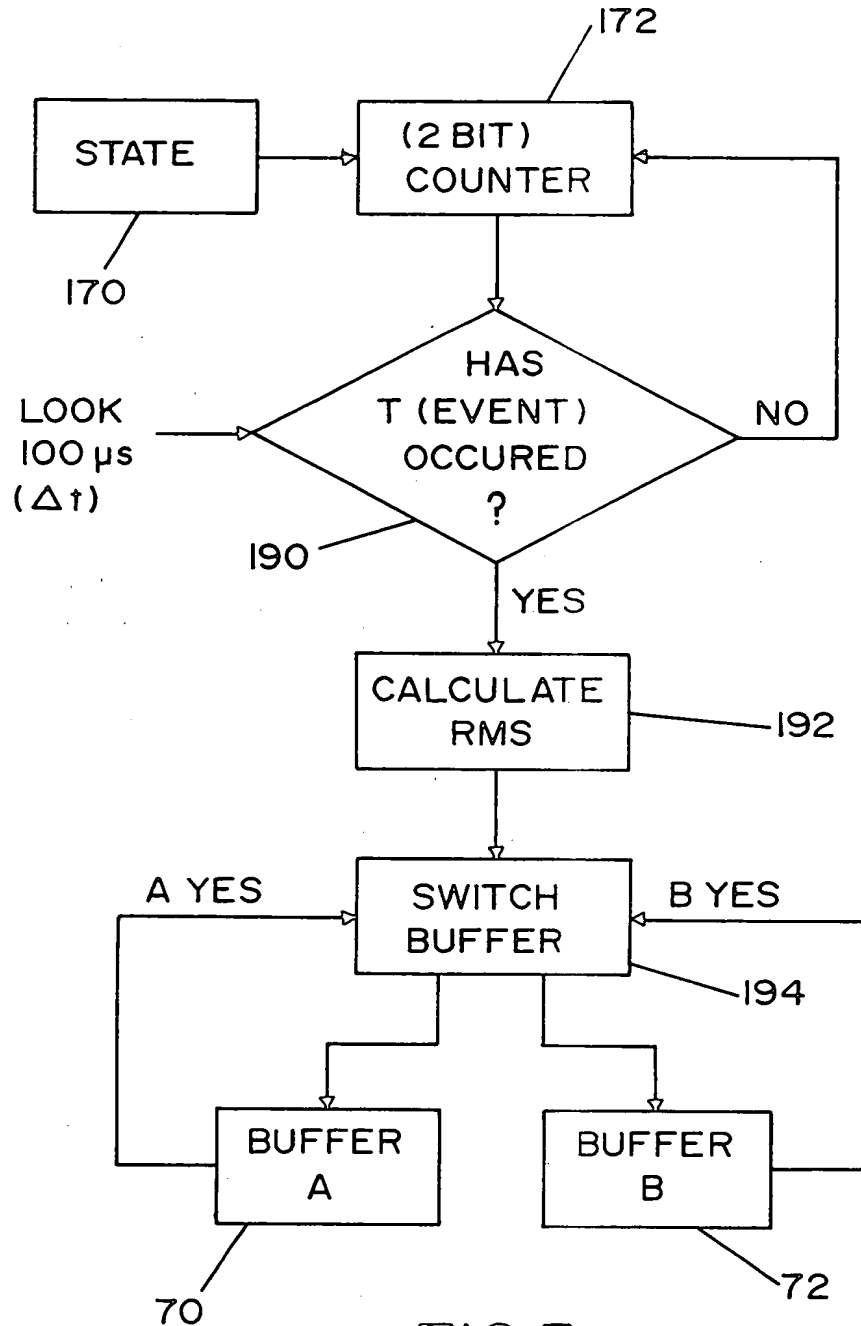 172
STATE
(2 BIT)
COUNTER
170
HAS
T (EVENT)
OCCURED
?
LOOK
100 µs
(Δt)
NO
190
YES
CALCULATE
RMS
192
A YES
SWITCH
BUFFER
B YES
194
BUFFER
A
BUFFER
B
70
72